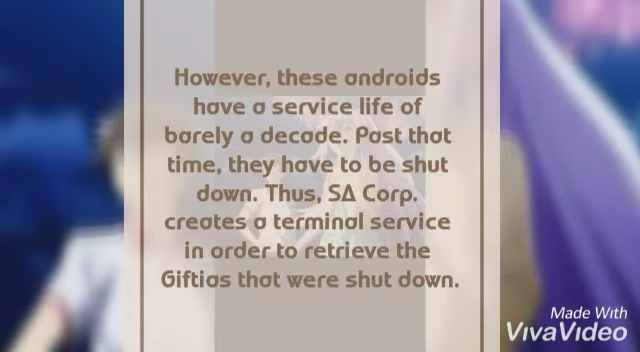 However, these androids
have a service life of
barely a decade. Past that
time, they have to be shut
down. Thus, SA Corp.
creates a terminal service
in order to retrieve the
Giftias that were shut down.
Made With
VivaVideo